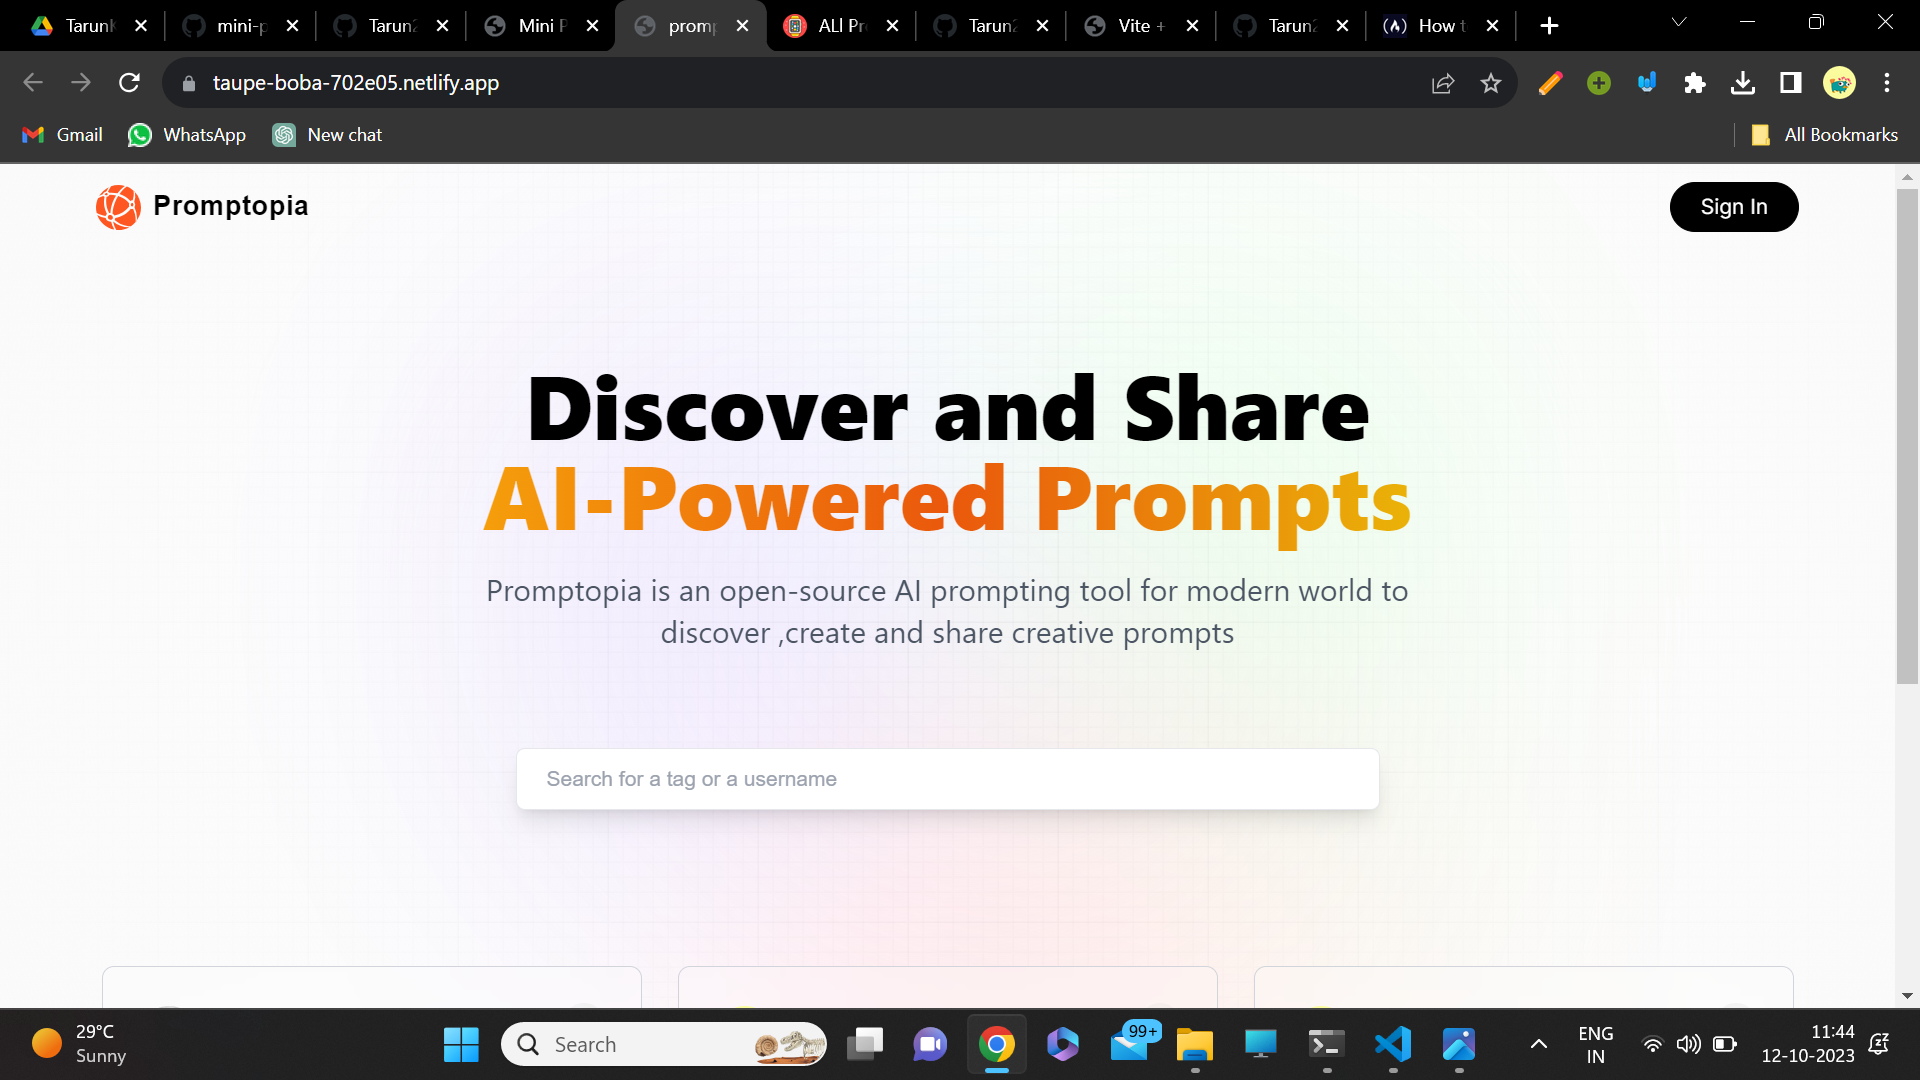 TarunK
mini-p
Tarun2
Mini P
promp
ALl Pr
Tarun2
Vite +
Tarun2
How t
taupe-boba-702e05.netlify.app
Gmail
WhatsApp
New chat
All Bookmarks
Promptopia
Sign In
Discover and Share
AI-Powered Prompts
Promptopia is an open-source AI prompting tool for modern world to
discover ,create and share creative prompts
Search for a tag or a username
29°C
Sunny
Search
99+
ENG
IN
11:44
12-10-2023